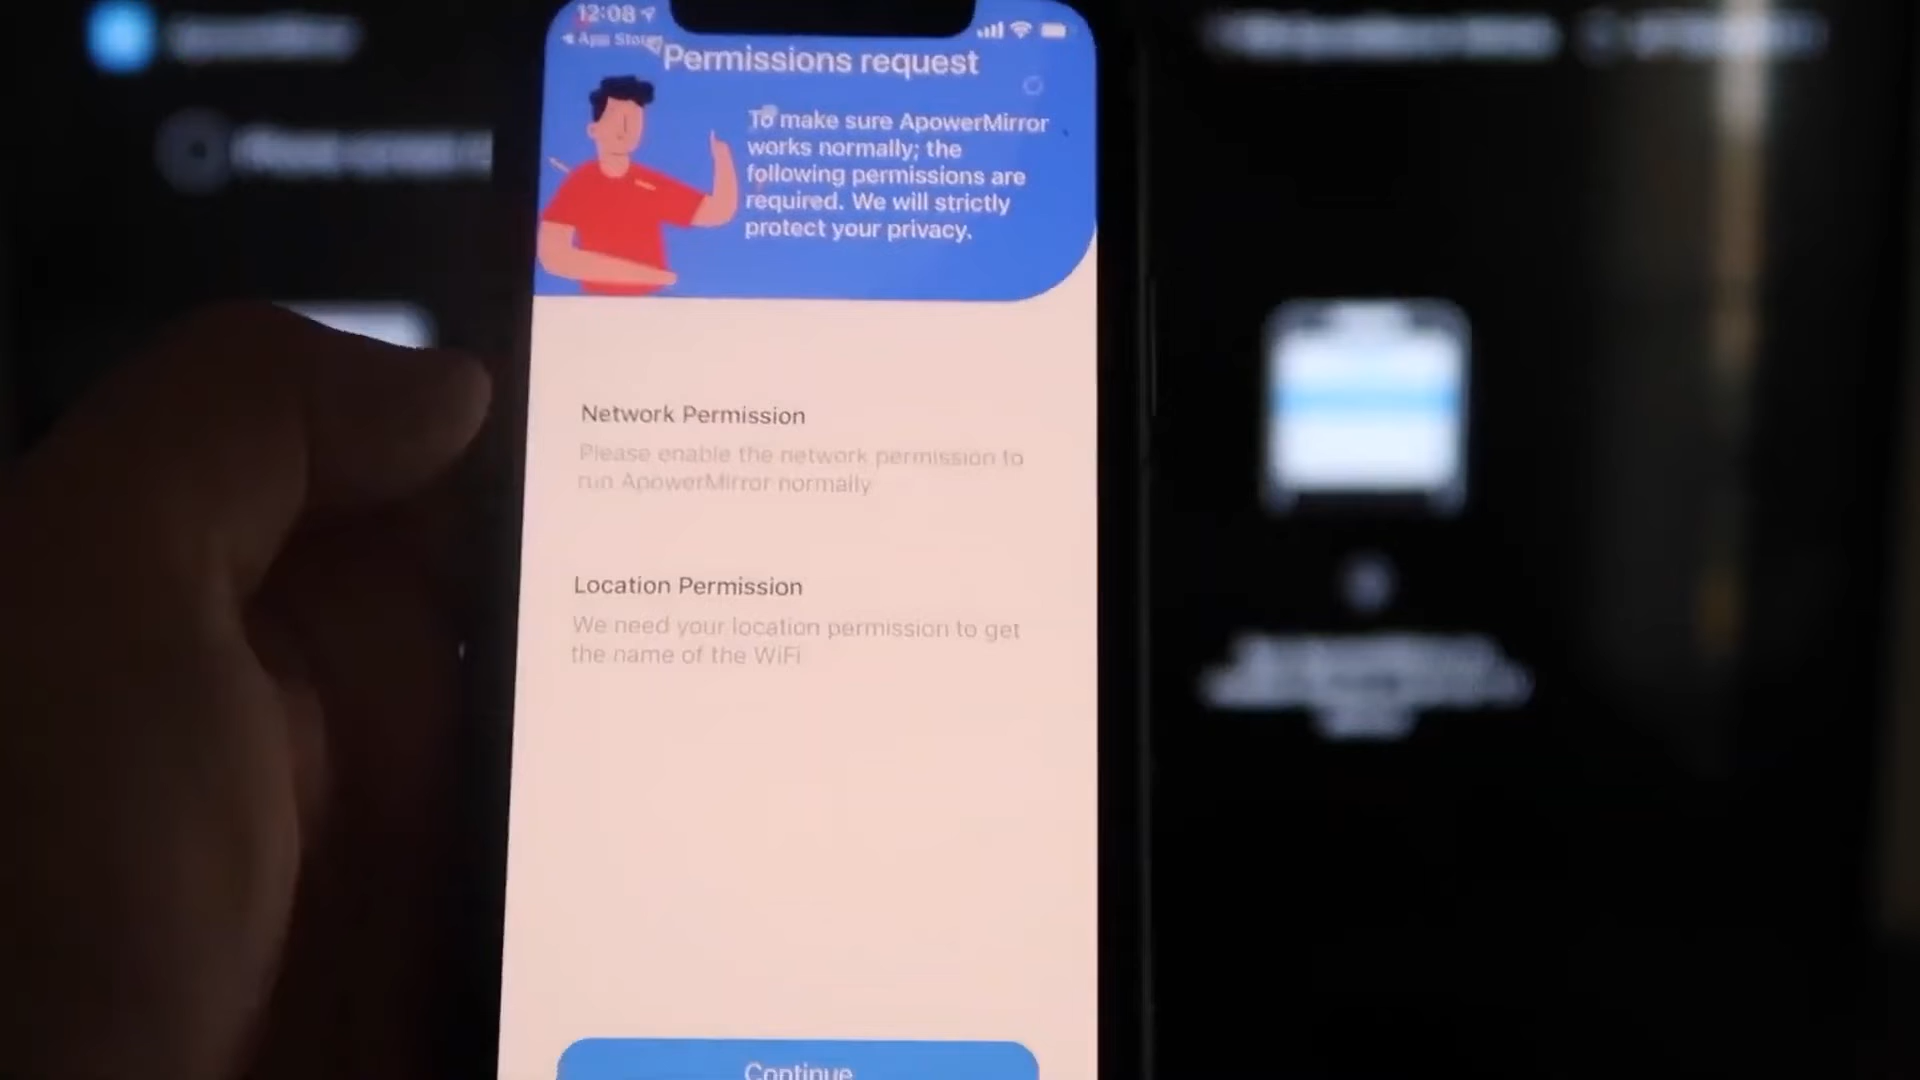 12:08
App Store
Permissions request
To make sure ApowerMirror
works normally; the
following permissions are
required. We will strictly
protect your privacy.
Network Permission
Please enable the network permission to
run ApowerMirror normally
Location Permission
We need your location permission to get
the name of the WiFi
Continue